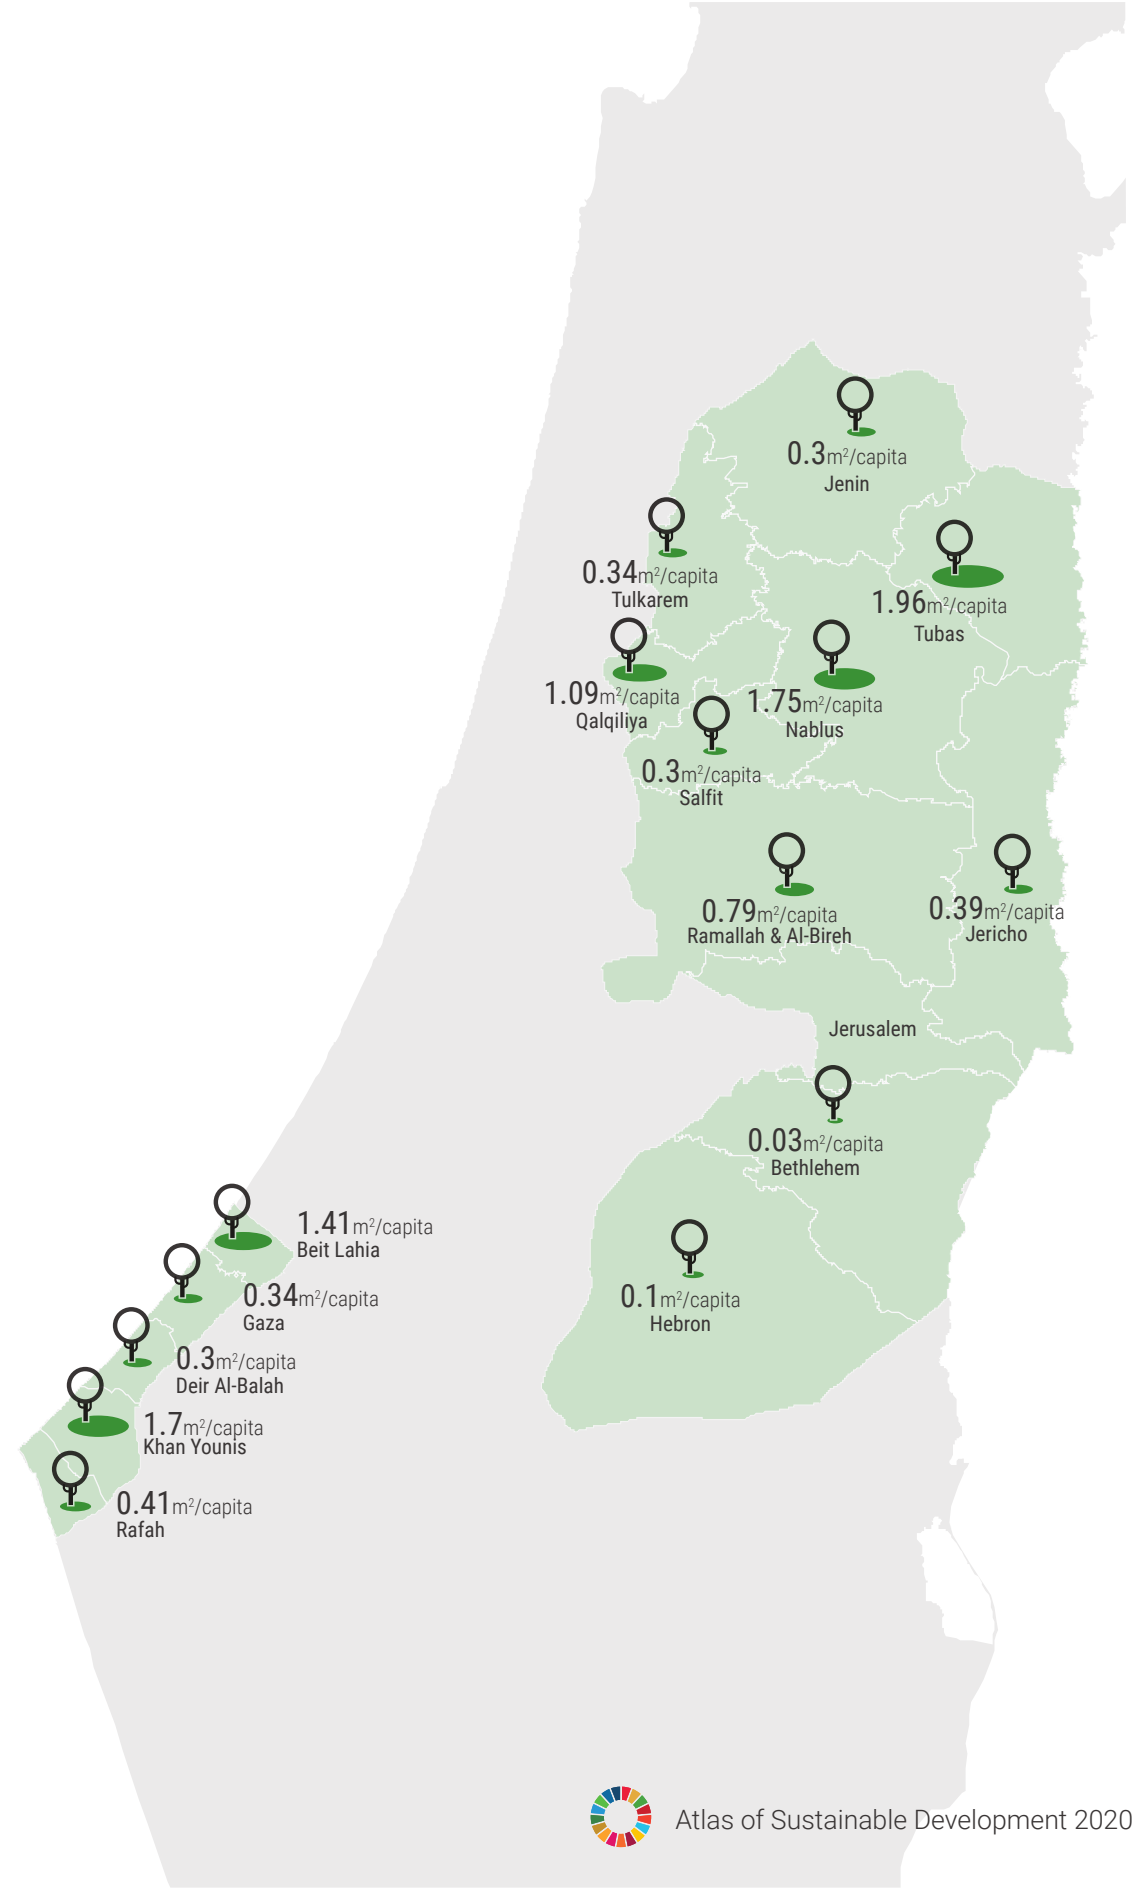 0.3m²/capita
Jenin
0.34m²/capita
Tulkarem
1.96m²/capita
Tubas
1.09m²/capita
Qalqiliya
1.75m²/capita
Nablus
0.3m²/capita
Salfit
0.79m²/capita
Ramallah & Al-Bireh
0.39m²/capita
Jericho
Jerusalem
0.03m²/capita
Bethlehem
1.41m²/capita
Beit Lahia
0.34m²/capita
Gaza
0.1m²/capita
Hebron
0.3m²/capita
Deir Al-Balah
1.7m²/capita
Khan Younis
0.41m²/capita
Rafah
Atlas of Sustainable Development 2020